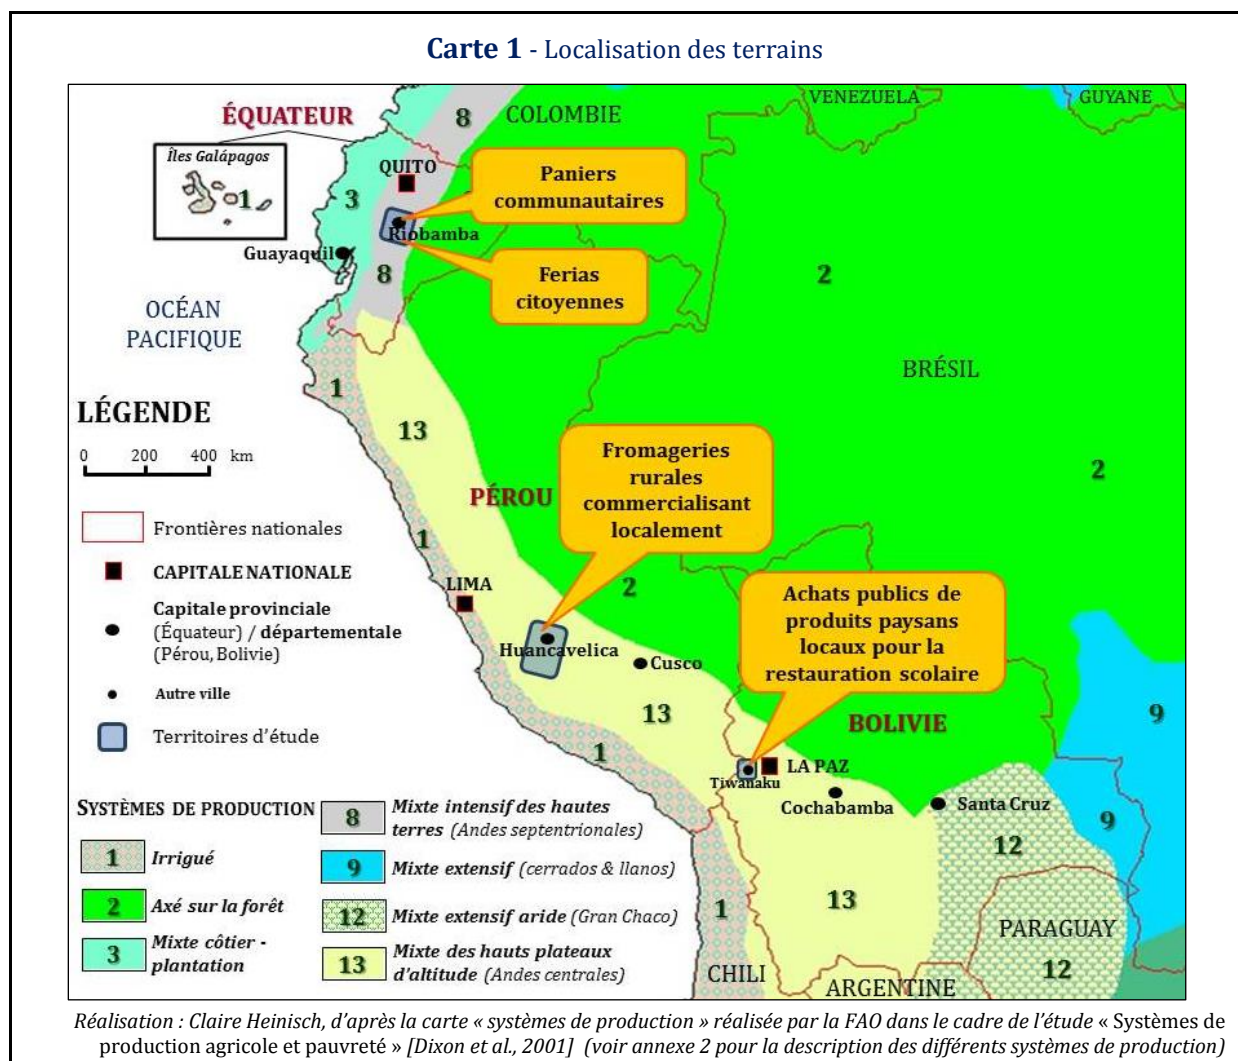 Carte 1 - Localisation des terrains
ÉQUATEUR
8
COLOMBIE
VENEZUELA
GUYANE
Îles Galápagos
1
QUITO
3
Paniers
communautaires
Riobamba
Guayaquil
8
Ferias
citoyennes
2
OCÉAN
PACIFIQUE
BRÉSIL
1
13
2
PÉROU
Fromageries
rurales
commercialisant
localement
1
LIMA
2
Huancavelica
Cusco
Achats publics de
produits paysans
locaux pour la
restauration scolaire
13
BOLIVIE
9
1
Tiwanaku
LA PAZ
Cochabamba
Santa Cruz
9
12
13
1
PARAGUAY
12
CHILI
ARGENTINE
LÉGENDE
0 200 400 km
Frontières nationales
CAPITALE NATIONALE
Capitale provinciale
(Équateur) / départementale
(Pérou, Bolivie)
Autre ville
Territoires d'étude
SYSTÈMES DE PRODUCTION
1 Irrigué
2 Axé sur la forêt
3 Mixte côtier -
plantation
8 Mixte intensif des hautes
terres (Andes septentrionales)
9 Mixte extensif (cerrados & llanos)
12 Mixte extensif aride (Gran Chaco)
13 Mixte des hauts plateaux
d'altitude (Andes centrales)
Réalisation : Claire Heinisch, d'après la carte « systèmes de production » réalisée par la FAO dans le cadre de l'étude « Systèmes de
production agricole et pauvreté » [Dixon et al., 2001] (voir annexe 2 pour la description des différents systèmes de production)